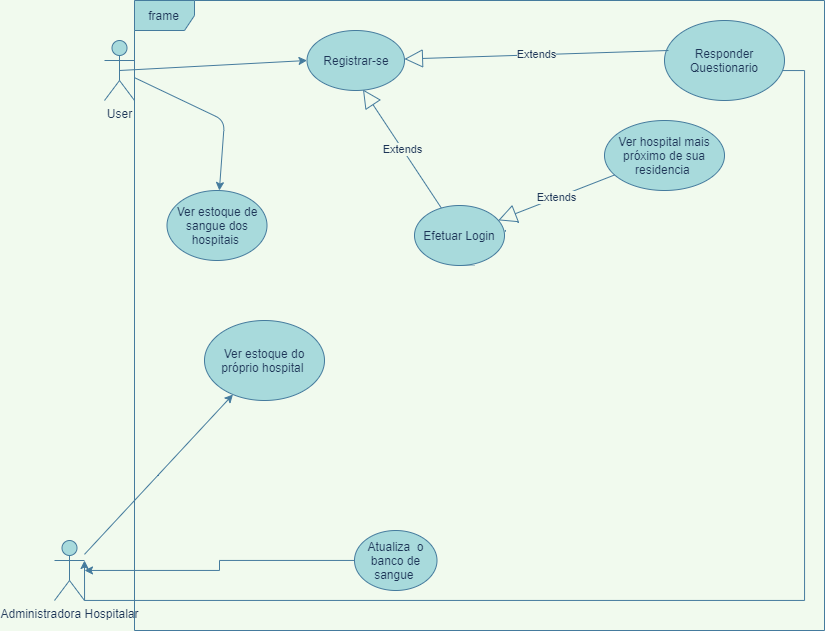 frame
User
Registrar-se
Extends
Responder
Questionario
Extends
Ver hospital mais
próximo de sua
residencia
Extends
Ver estoque de
sangue dos
hospitais
Efetuar Login
Ver estoque do
próprio hospital
Atualiza o
banco de
sangue
Administradora Hospitalar